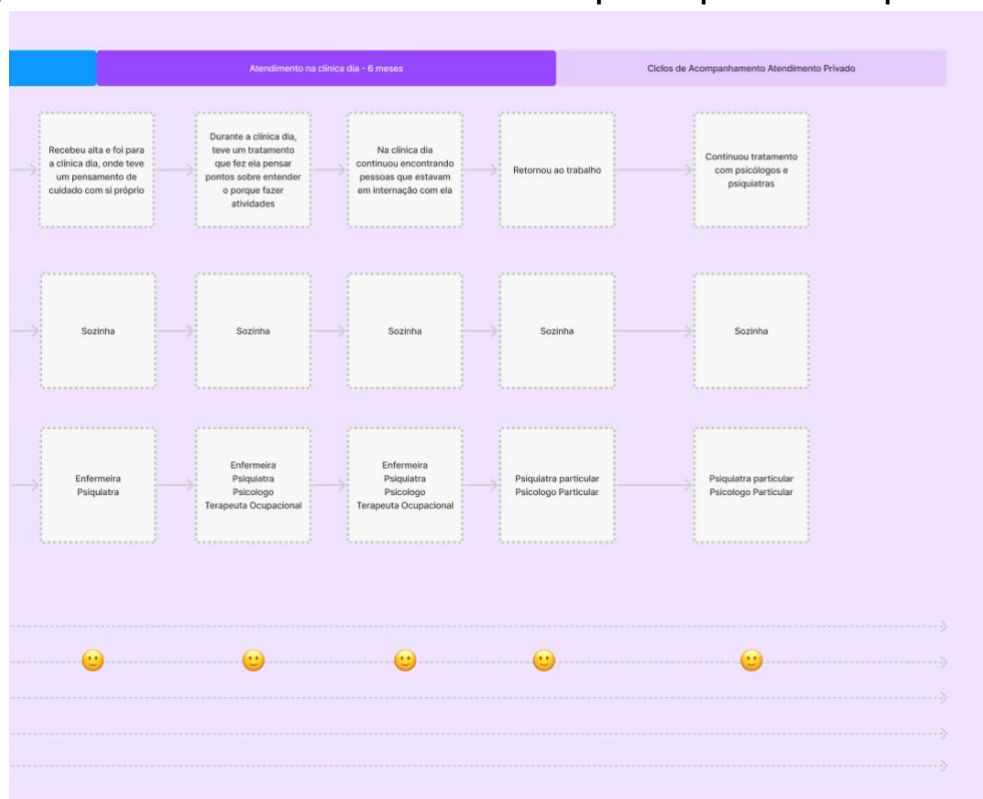 Atendimento na clínica dia - 6 meses
Ciclos de Acompanhamento Atendimento Privado
Recebeu alta e foi para
a clínica dia, onde teve
um pensamento de
cuidado com si próprio
Durante a clínica dia,
teve um tratamento
que fez ela pensar
pontos sobre entender
o porque fazer
atividades
Na clínica dia
continuou encontrando
pessoas que estavam
em internação com ela
Retornou ao trabalho
Continuou tratamento
com psicólogos e
psiquiatras
Sozinha
Sozinha
Sozinha
Sozinha
Sozinha
Enfermeira
Psiquiatra
Enfermeira
Psiquiatra
Psicologo
Terapeuta Ocupacional
Enfermeira
Psiquiatra
Psicologo
Terapeuta Ocupacional
Psiquiatra particular
Psicologo Particular
Psiquiatra particular
Psicologo Particular